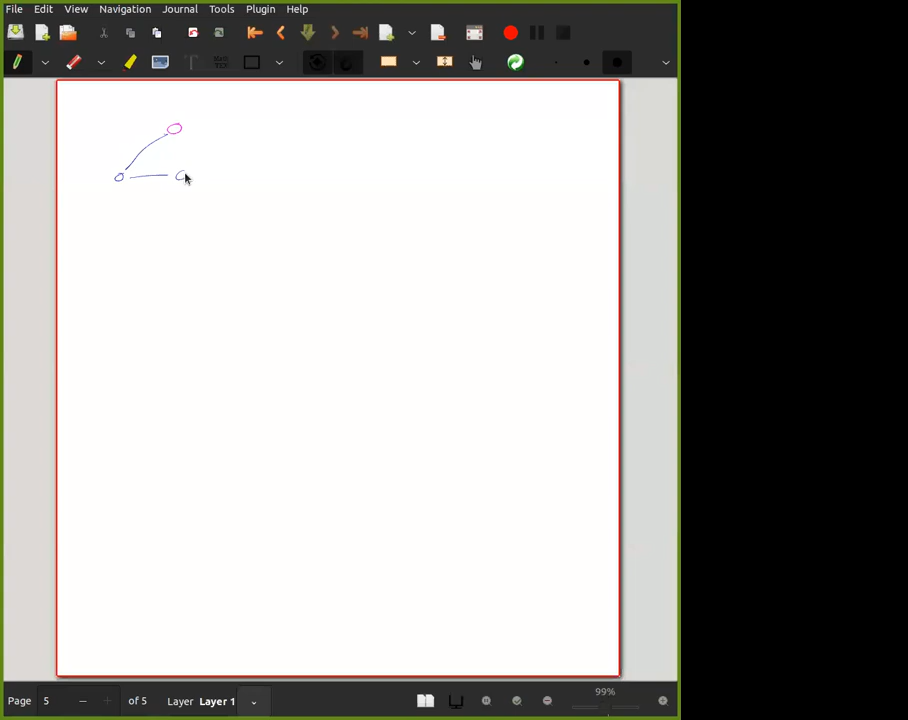 File Edit View Navigation Journal Tools Plugin Help
Page 5 of 5 Layer Layer 1 99%